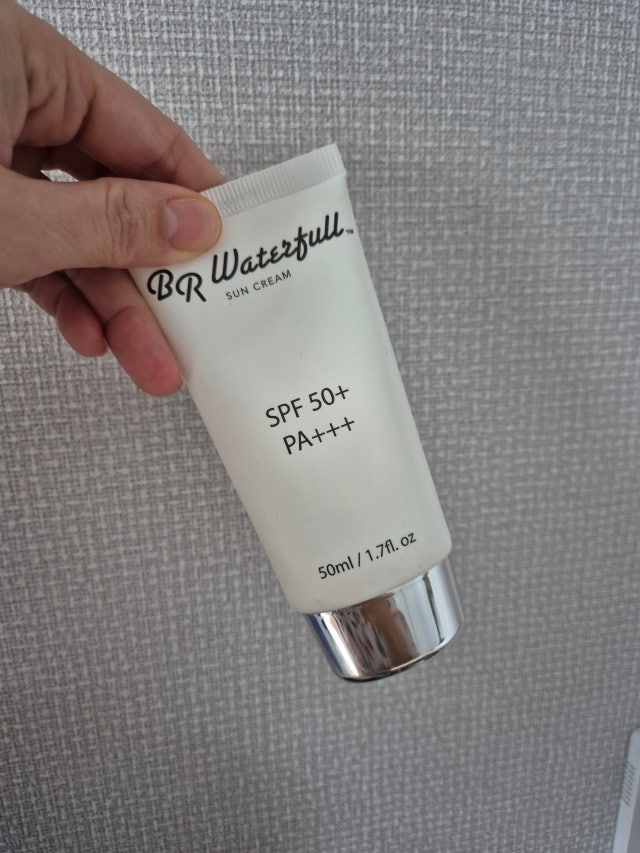 BR Waterfull™
SUN CREAM
SPF 50+
PA+++
50ml / 1.7fl. oz